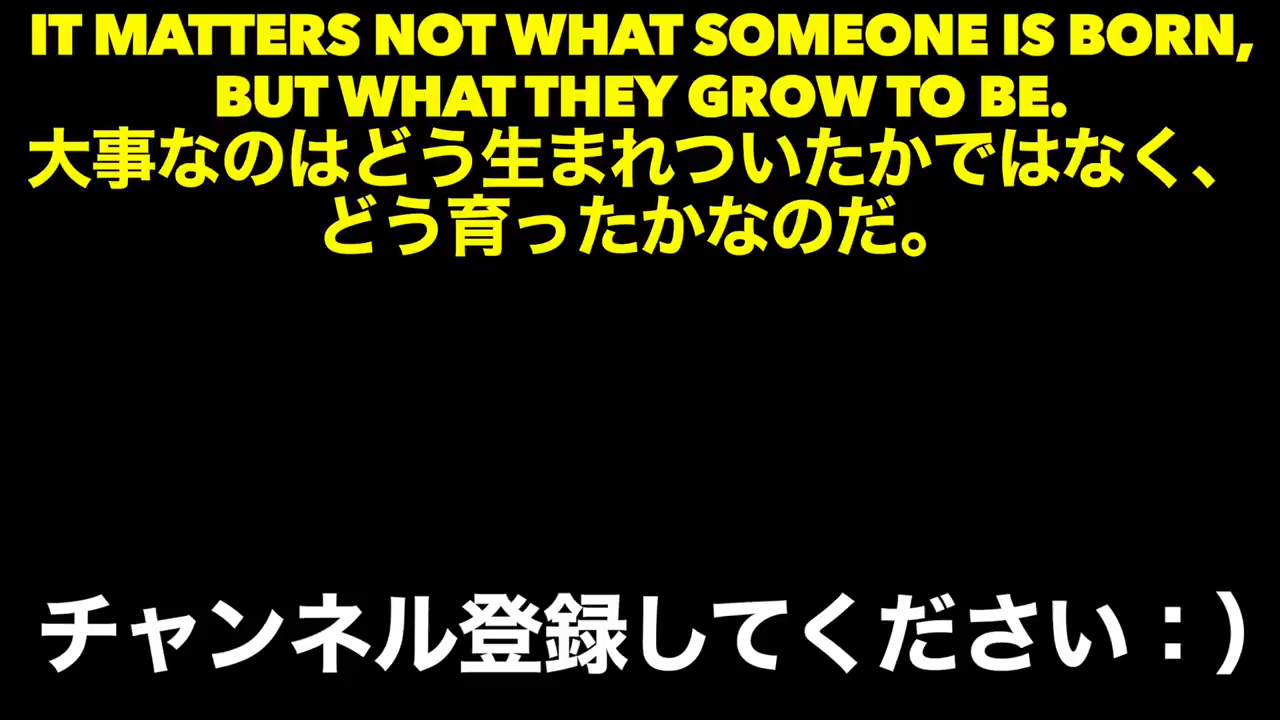 IT MATTERS NOT WHAT SOMEONE IS BORN,
BUT WHAT THEY GROW TO BE.
大事なのはどう生まれついたかではなく、
どう育ったかなのだ。
チャンネル登録してください：）